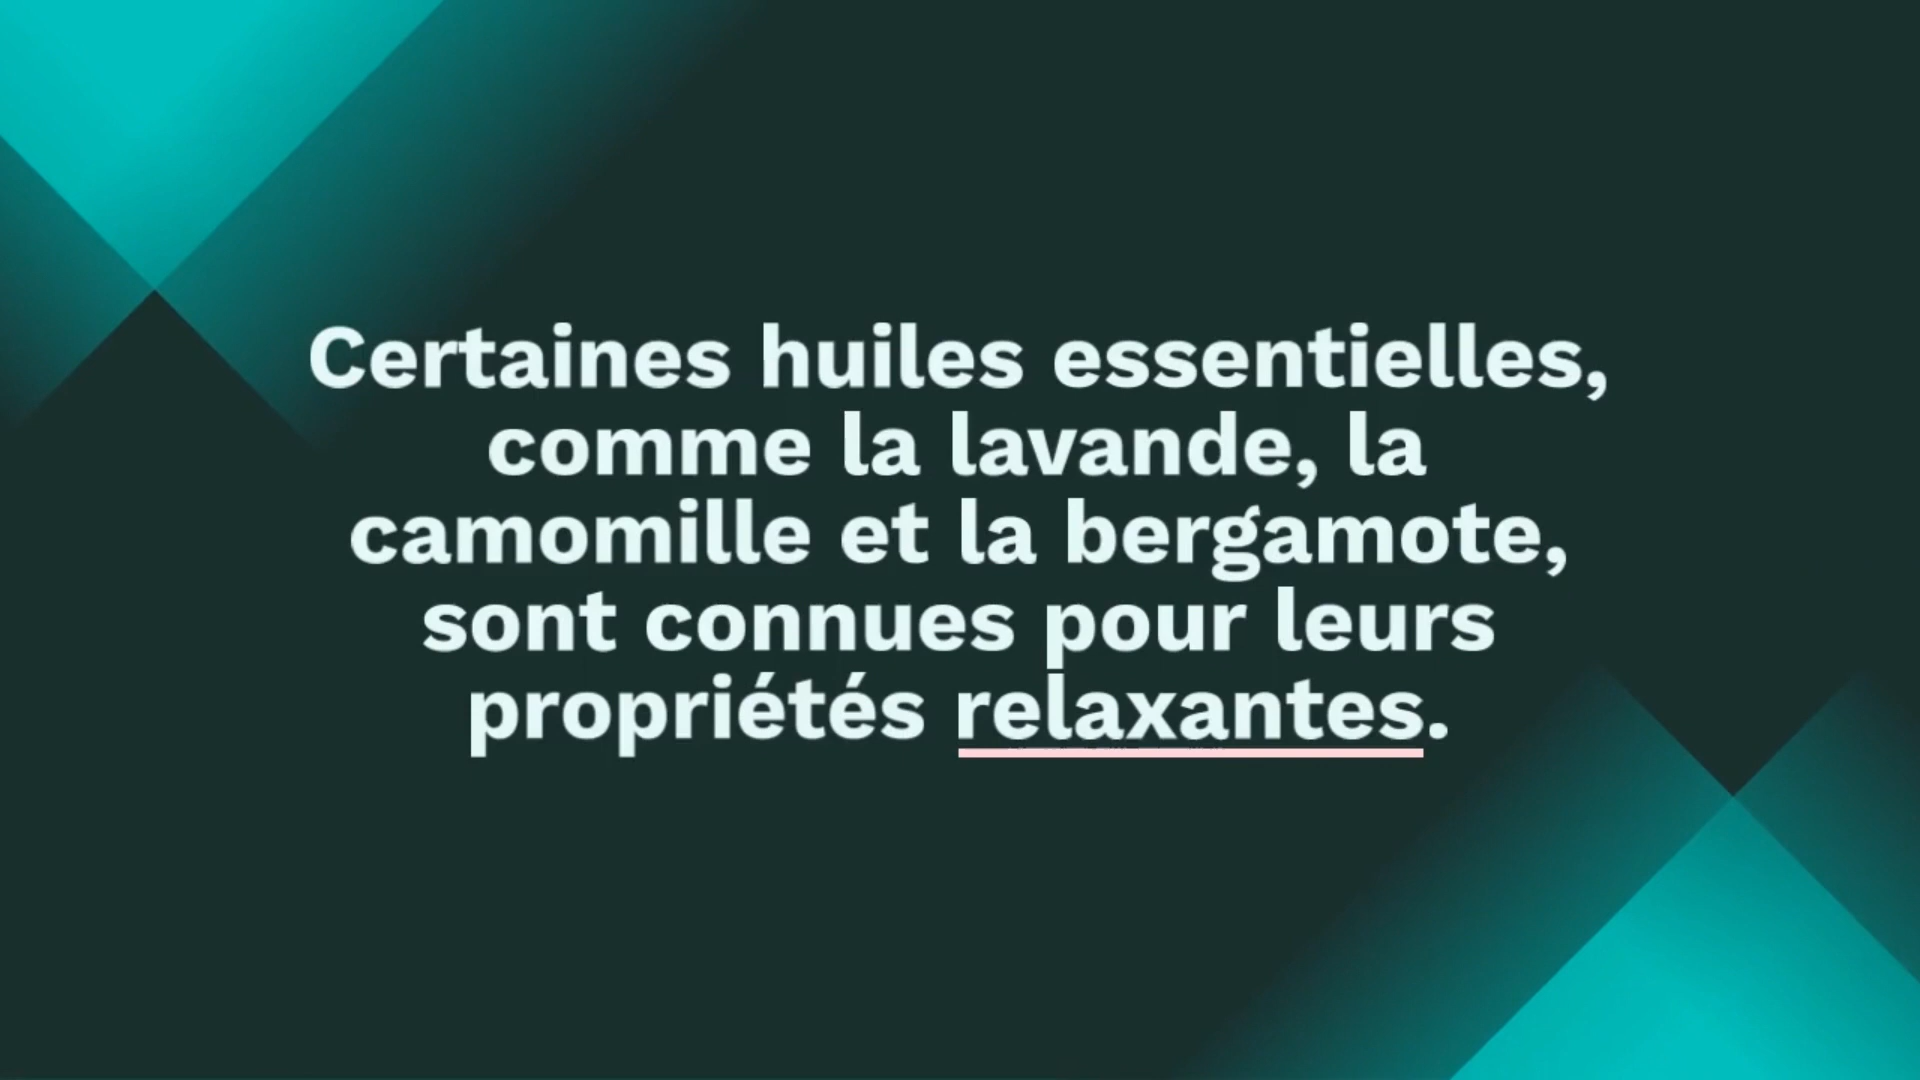 Certaines huiles essentielles,
comme la lavande, la
camomille et la bergamote,
sont connues pour leurs
propriétés relaxantes.